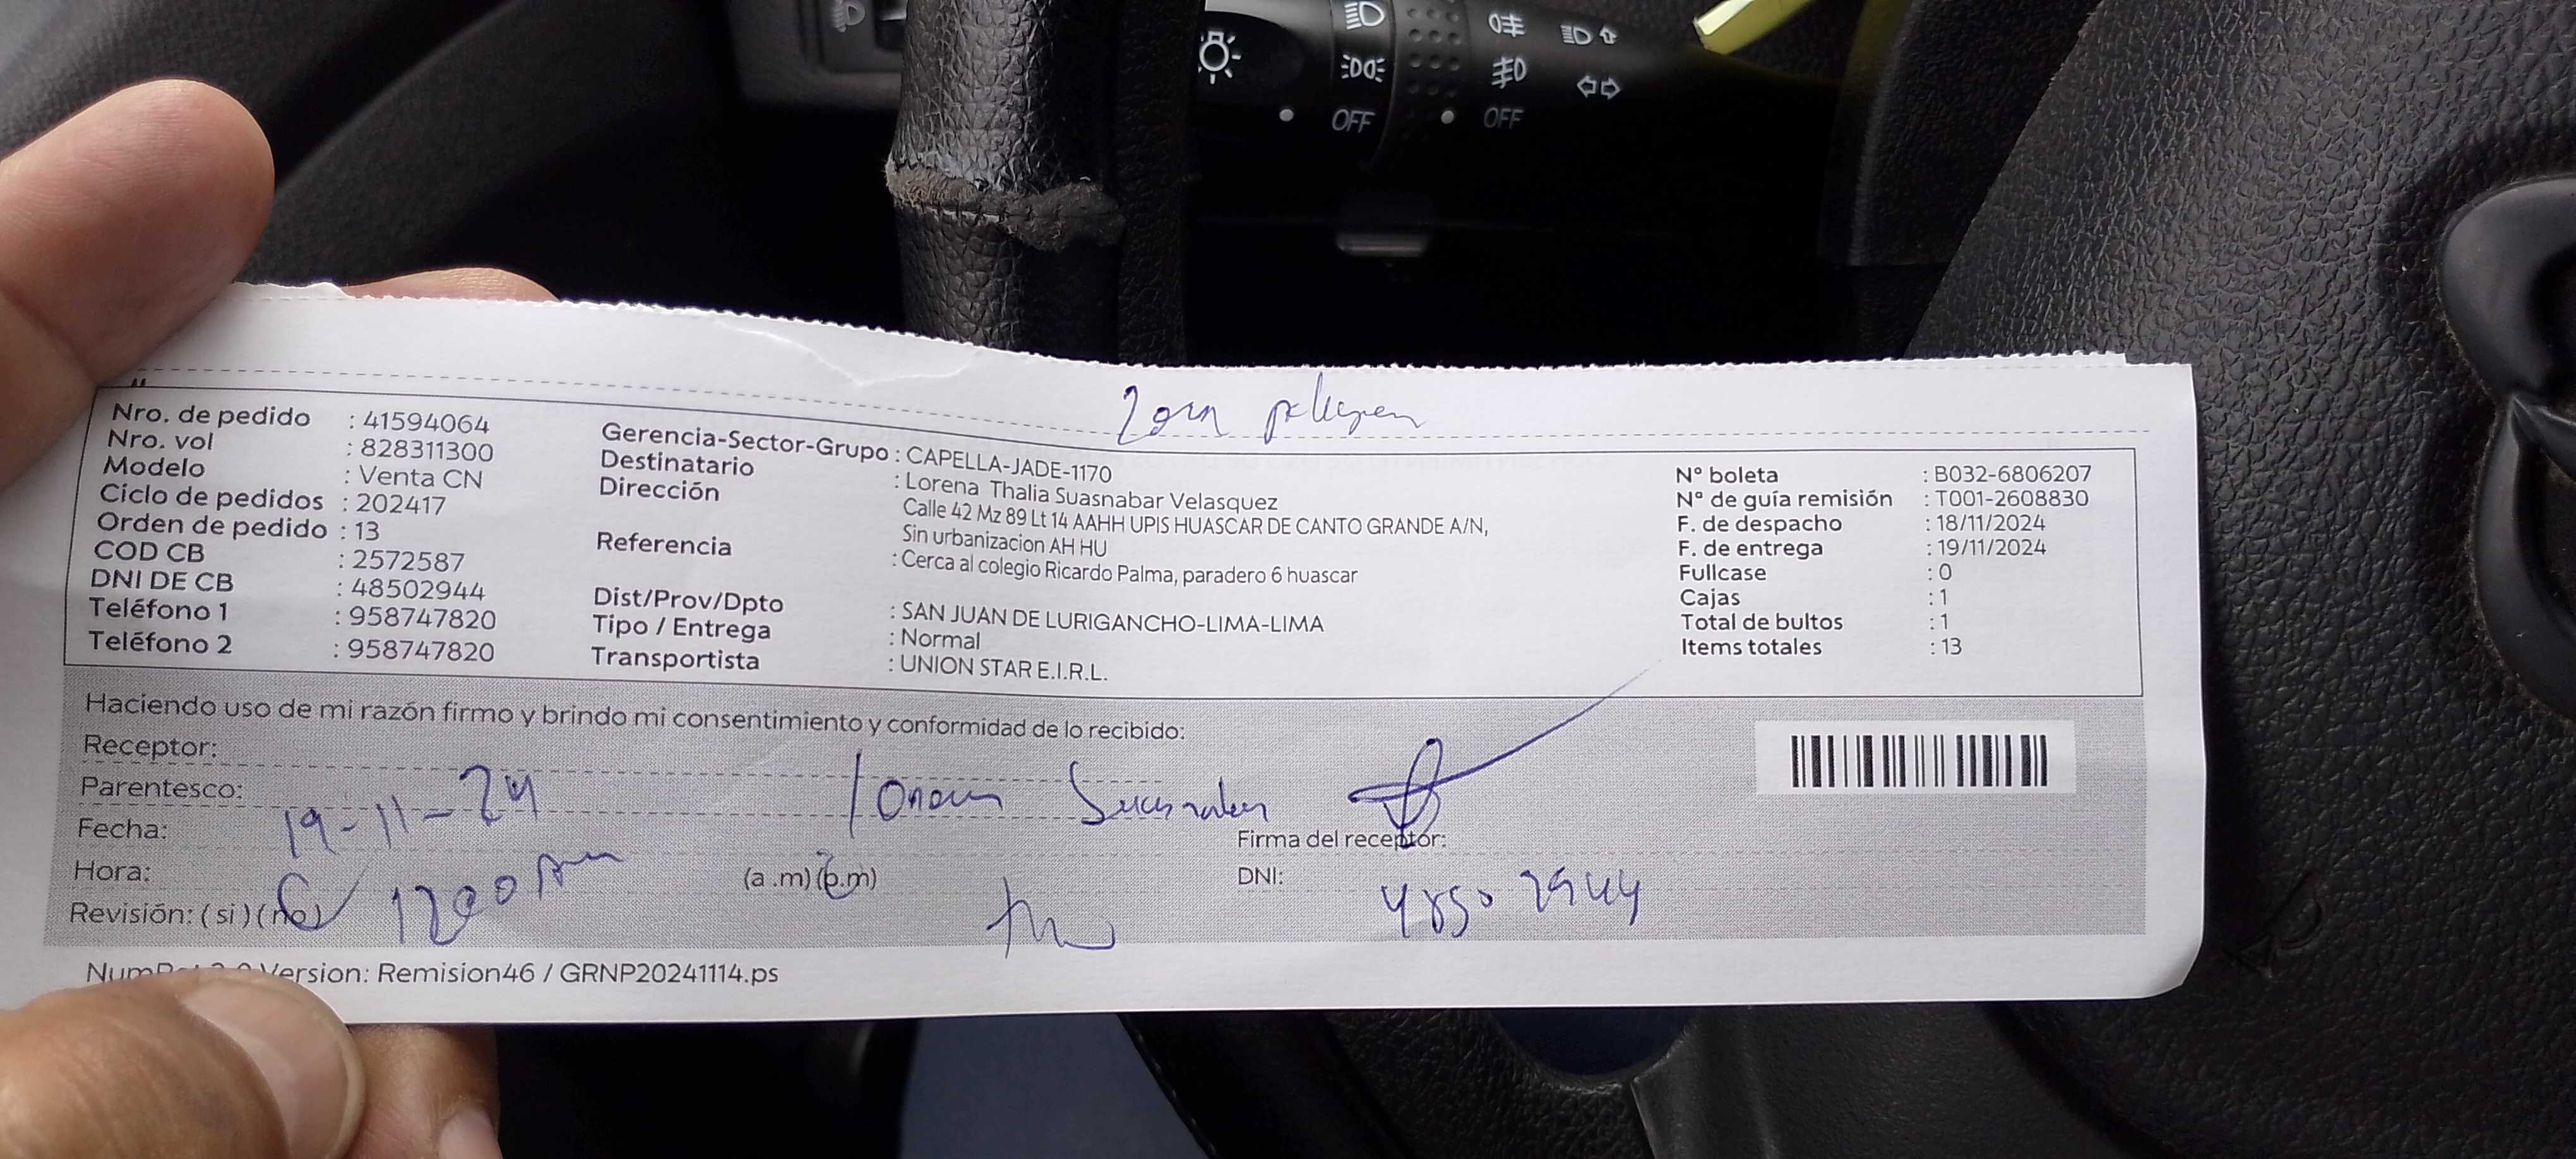 OFF
OFF
Nro. de pedido : 41594064
Nro. vol : 828311300
Modelo : Venta CN
Ciclo de pedidos : 202417
Orden de pedido : 13
COD CB : 2572587
DNI DE CB : 48502944
Teléfono 1 : 958747820
Teléfono 2 : 958747820
Gerencia-Sector-Grupo : CAPELLA-JADE-1170
Destinatario : Lorena Thalia Suasnabar Velasquez
Dirección Calle 42 Mz 89 Lt 14 AAHH UPIS HUASCAR DE CANTO GRANDE A/N,
Sin urbanizacion AH HU
Referencia : Cerca al colegio Ricardo Palma, paradero 6 huascar
Dist/Prov/Dpto : SAN JUAN DE LURIGANCHO-LIMA-LIMA
Tipo / Entrega : Normal
Transportista : UNION STAR E.I.R.L.
N° boleta : B032-6806207
N° de guía remisión : T001-2608830
F. de despacho : 18/11/2024
F. de entrega : 19/11/2024
Fullcase : 0
Cajas : 1
Total de bultos : 1
Items totales : 13
Haciendo uso de mi razón firmo y brindo mi consentimiento y conformidad de lo recibido:
Receptor:
Parentesco:
Fecha: 19-11-24
Hora: (a .m) (p.m)
Revisión: ( si ) ( no )
Suasnabar
Firma del receptor:
DNI: 48502944
Version: Remision46 / GRNP20241114.ps